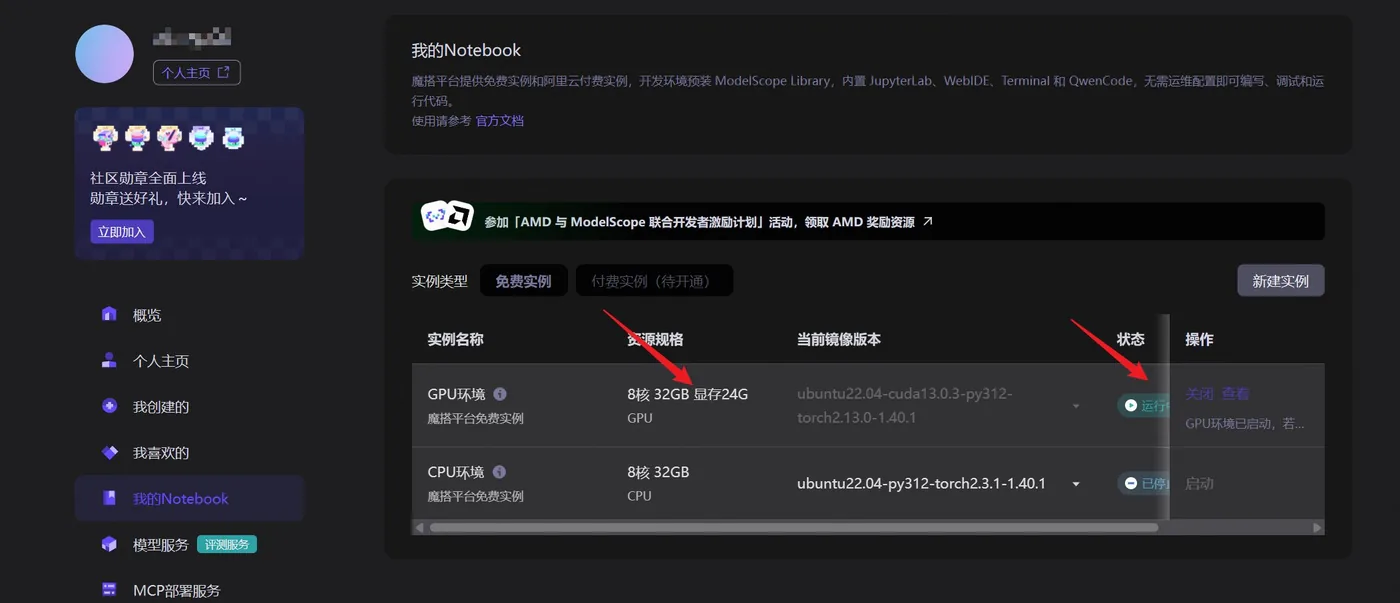 个人主页
社区勋章全面上线
勋章送好礼，快来加入～
立即加入
概览
个人主页
我创建的
我喜欢的
我的Notebook
模型服务 评测服务
MCP部署服务
我的Notebook
魔搭平台提供免费实例和阿里云付费实例，开发环境预装 ModelScope Library，内置 JupyterLab、WebIDE、Terminal 和 QwenCode，无需运维配置即可编写、调试和运
行代码。
使用请参考 官方文档
参加「AMD 与 ModelScope 联合开发者激励计划」活动，领取 AMD 奖励资源
实例类型 免费实例 付费实例（待开通） 新建实例
实例名称 资源规格 当前镜像版本 状态 操作
GPU环境 8核 32GB 显存24G ubuntu22.04-cuda13.0.3-py312- 关闭 查看
魔搭平台免费实例 GPU torch2.13.0-1.40.1 运行中 GPU环境已启动，若...
CPU环境 8核 32GB ubuntu22.04-py312-torch2.3.1-1.40.1 已停 启动
魔搭平台免费实例 CPU